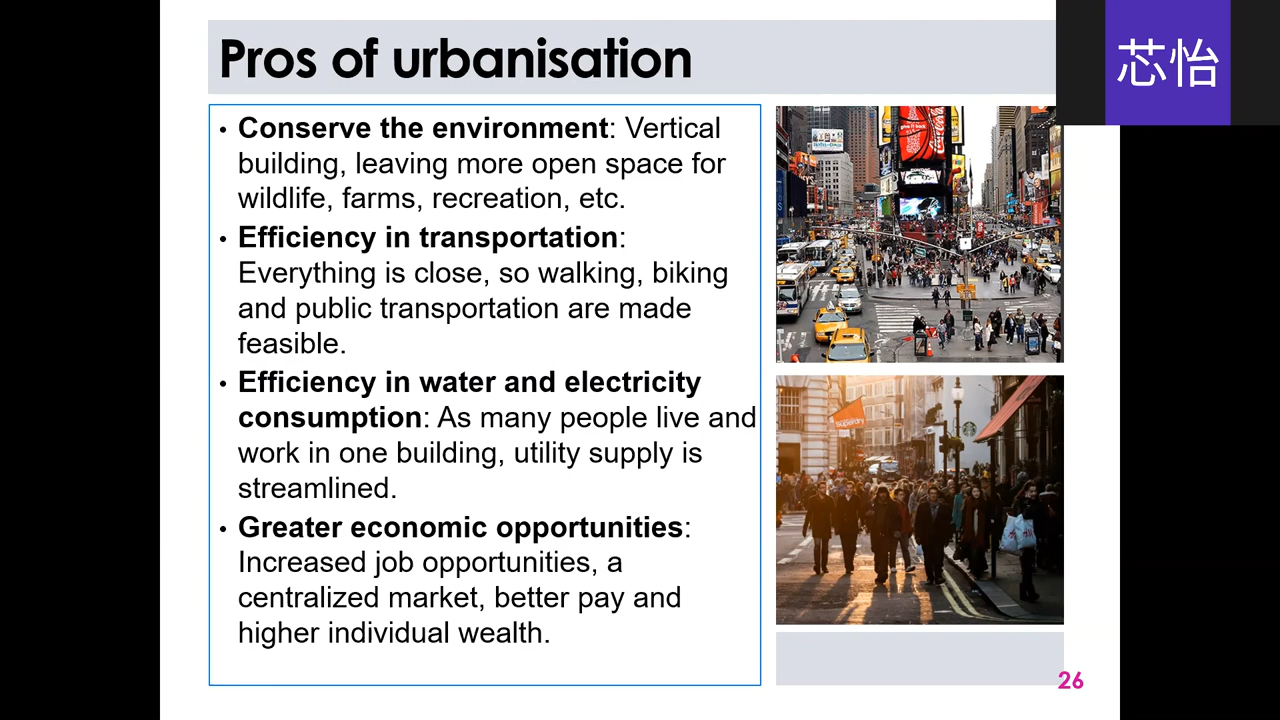 Pros of urbanisation
芯怡
• Conserve the environment: Vertical
building, leaving more open space for
wildlife, farms, recreation, etc.
• Efficiency in transportation:
Everything is close, so walking, biking
and public transportation are made
feasible.
• Efficiency in water and electricity
consumption: As many people live and
work in one building, utility supply is
streamlined.
• Greater economic opportunities:
Increased job opportunities, a
centralized market, better pay and
higher individual wealth.
Superdry
26